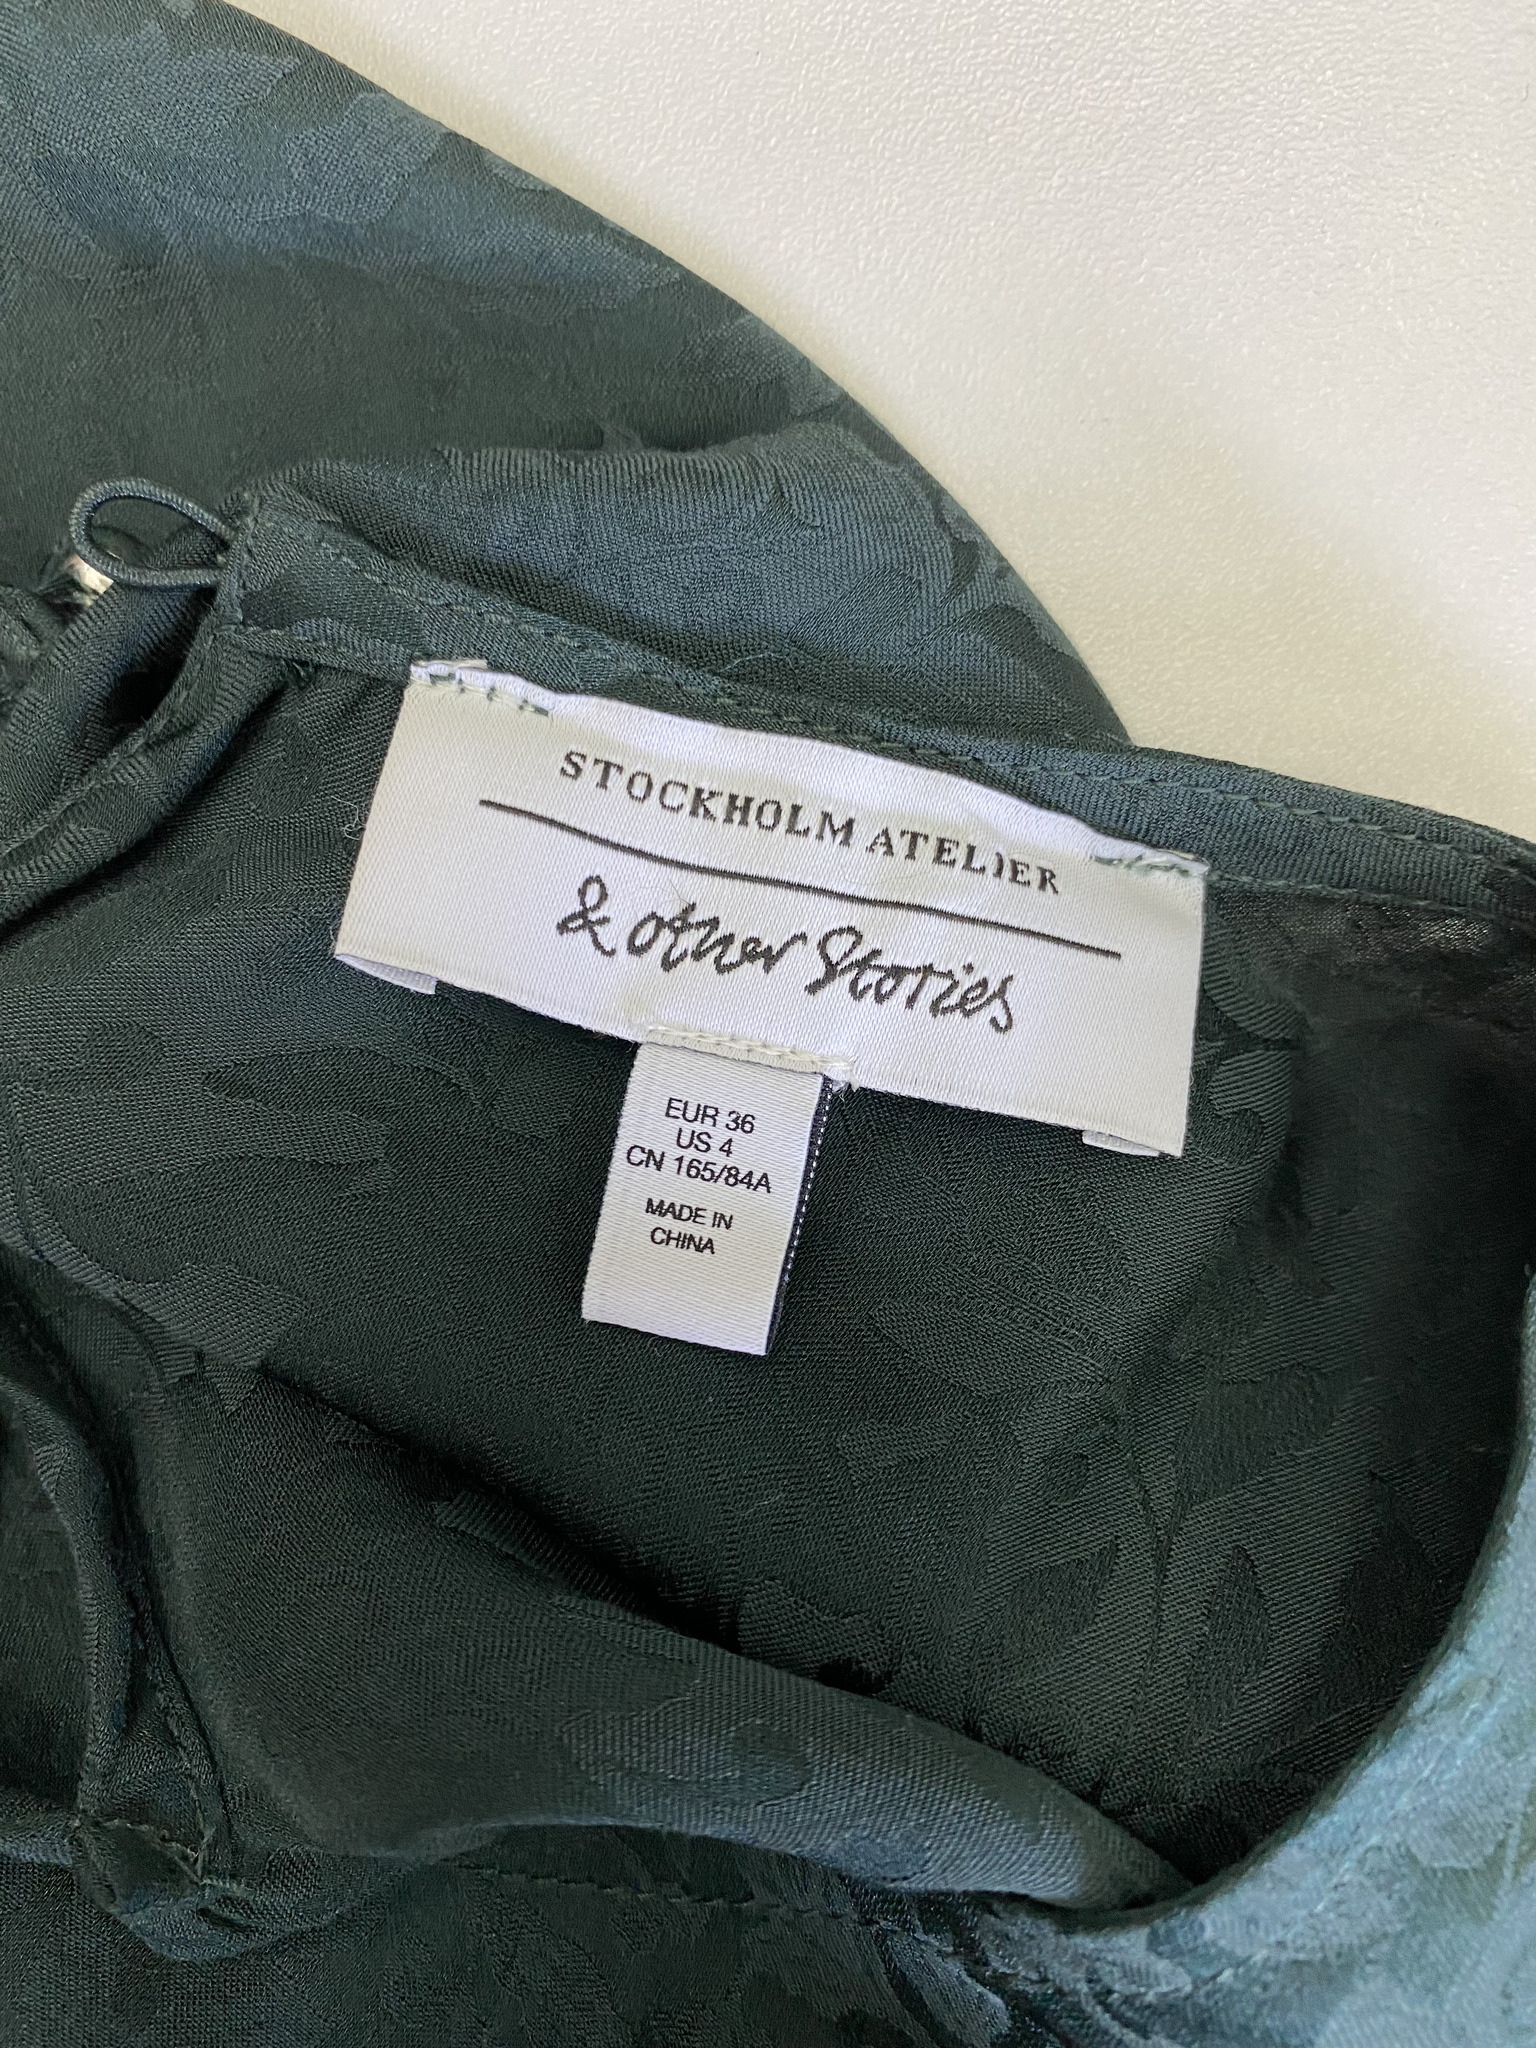 STOCKHOLM ATELIER
& other Stories
EUR 36
US 4
CN 165/84A
MADE IN
CHINA